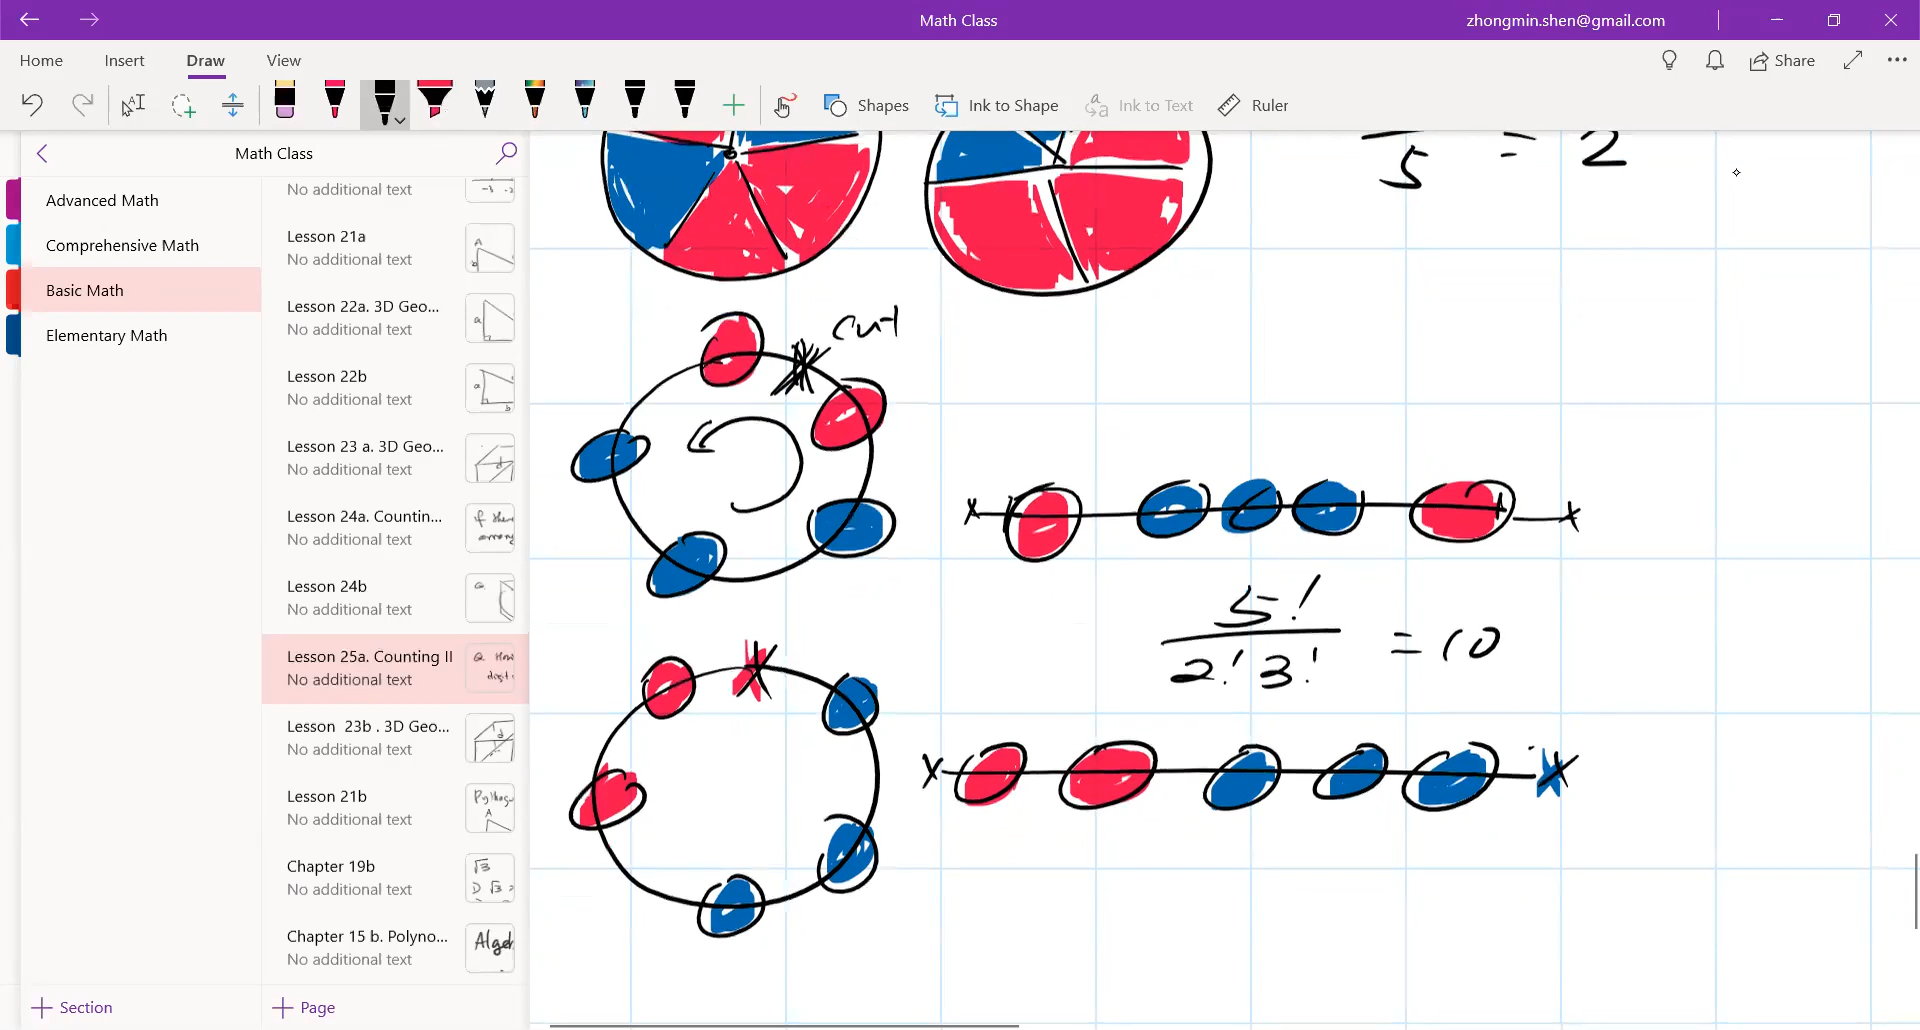 Math Class
zhongmin.shen@gmail.com
Home Insert Draw View
Share
Shapes Ink to Shape Ink to Text Ruler
Math Class
Advanced Math
Comprehensive Math
Basic Math
Elementary Math
No additional text
Lesson 21a
No additional text
Lesson 22a. 3D Geo...
No additional text
Lesson 22b
No additional text
Lesson 23 a. 3D Geo...
No additional text
Lesson 24a. Countin...
No additional text
Lesson 24b
No additional text
Lesson 25a. Counting II
No additional text
Lesson 23b . 3D Geo...
No additional text
Lesson 21b
No additional text
Chapter 19b
No additional text
Chapter 15 b. Polyno...
No additional text
Section
Page
5 = 2
cut
x x
5!
2! 3! = 10
x x